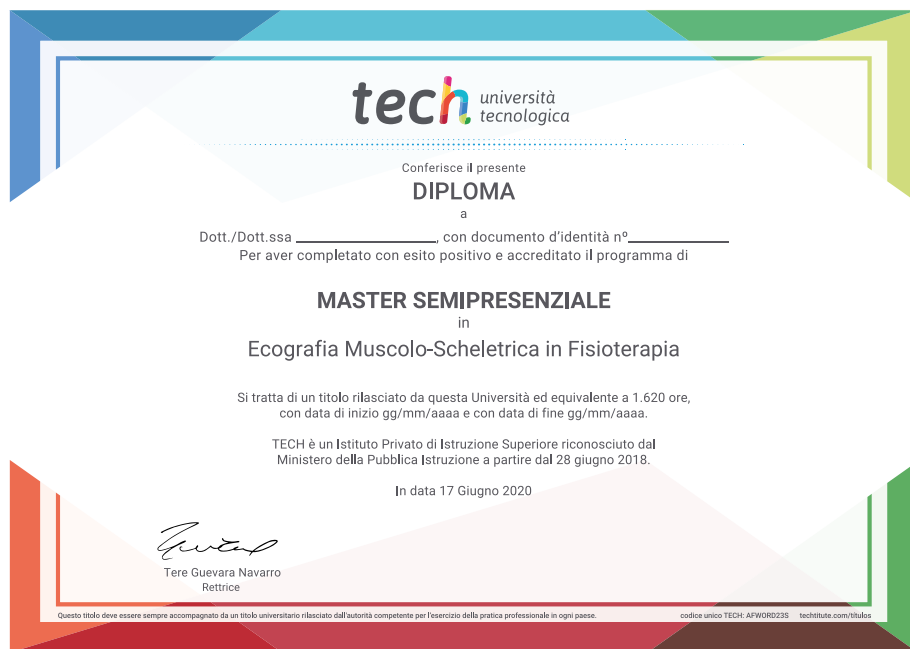 tech università
tecnologica
Conferisce il presente
DIPLOMA
a
Dott./Dott.ssa ________________, con documento d'identità nº____________
Per aver completato con esito positivo e accreditato il programma di
MASTER SEMIPRESENZIALE
in
Ecografia Muscolo-Scheletrica in Fisioterapia
Si tratta di un titolo rilasciato da questa Università ed equivalente a 1.620 ore,
con data di inizio gg/mm/aaaa e con data di fine gg/mm/aaaa.
TECH è un Istituto Privato di Istruzione Superiore riconosciuto dal
Ministero della Pubblica Istruzione a partire dal 28 giugno 2018.
In data 17 Giugno 2020
Tere Guevara Navarro
Rettrice
Questo titolo deve essere sempre accompagnato da un titolo universitario rilasciato dall'autorità competente per l'esercizio della pratica professionale in ogni paese. codice unico TECH: AFWORD23S techtitute.com/titulos